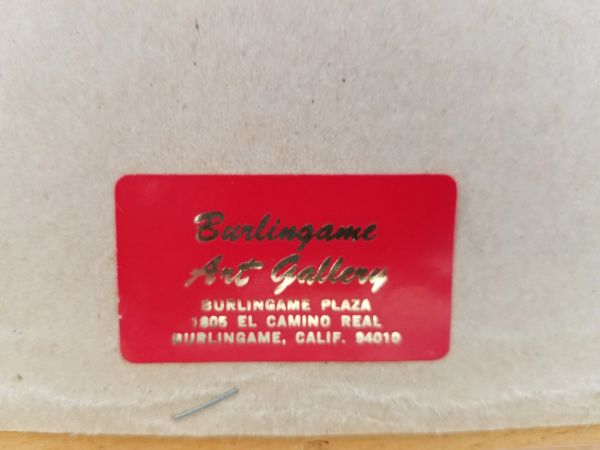 Burlingame
Art Gallery
BURLINGAME PLAZA
1805 EL CAMINO REAL
BURLINGAME, CALIF. 94010